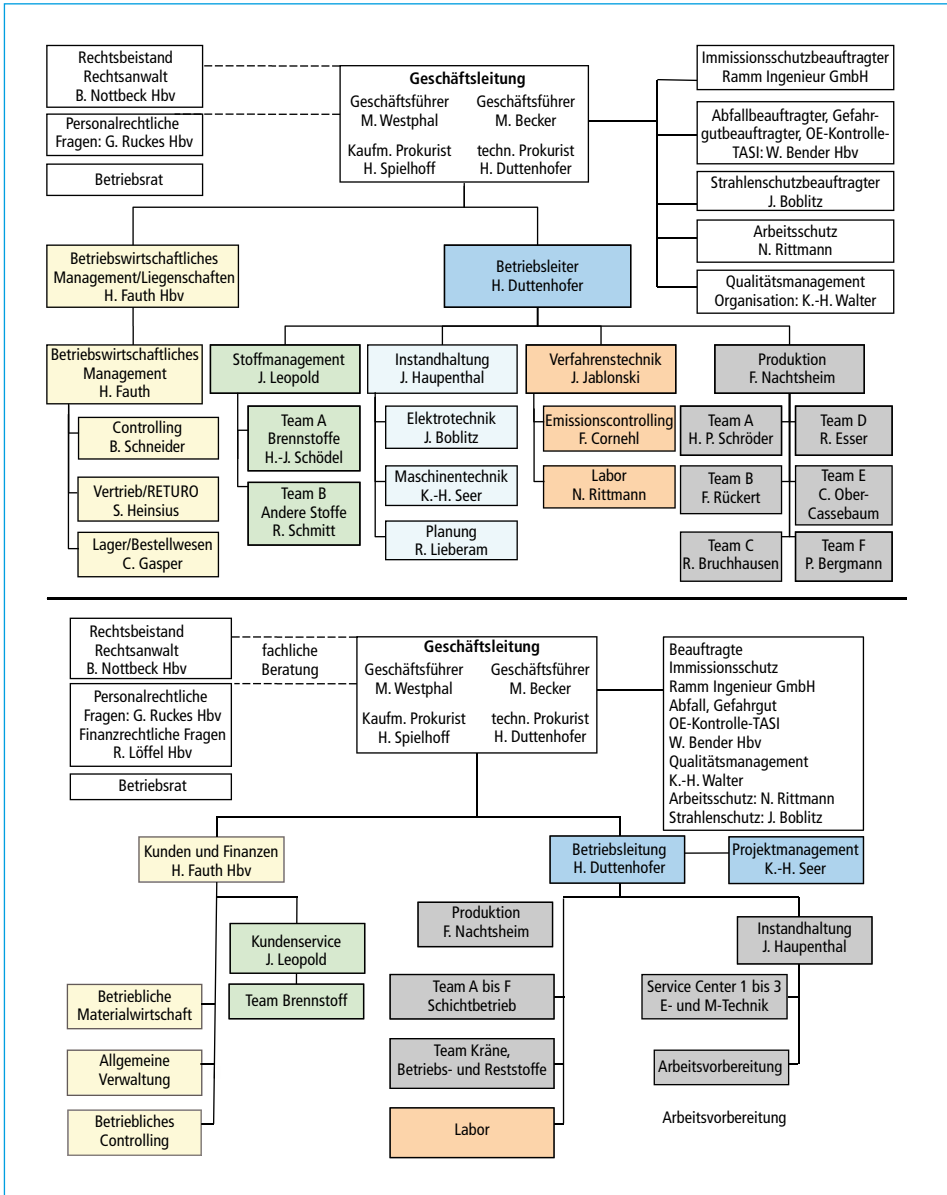 Rechtsbeistand
Rechtsanwalt
B. Nottbeck Hbv
Personalrechtliche
Fragen: G. Ruckes Hbv
Betriebsrat
Geschäftsleitung
Geschäftsführer
M. Westphal
Geschäftsführer
M. Becker
Kaufm. Prokurist
H. Spielhoff
techn. Prokurist
H. Duttenhofer
Immissionsschutzbeauftragter
Ramm Ingenieur GmbH
Abfallbeauftragter, Gefahr-
gutbeauftragter, OE-Kontrolle-
TASI: W. Bender Hbv
Strahlenschutzbeauftragter
J. Boblitz
Arbeitsschutz
N. Rittmann
Qualitätsmanagement
Organisation: K.-H. Walter
Betriebswirtschaftliches
Management/Liegenschaften
H. Fauth Hbv
Betriebsleiter
H. Duttenhofer
Betriebswirtschaftliches
Management
H. Fauth
Controlling
B. Schneider
Vertrieb/RETURO
S. Heinsius
Lager/Bestellwesen
C. Gasper
Stoffmanagement
J. Leopold
Team A
Brennstoffe
H.-J. Schödel
Team B
Andere Stoffe
R. Schmitt
Instandhaltung
J. Haupenthal
Elektrotechnik
J. Boblitz
Maschinentechnik
K.-H. Seer
Planung
R. Lieberam
Verfahrenstechnik
J. Jablonski
Emissionscontrolling
F. Cornehl
Labor
N. Rittmann
Produktion
F. Nachtsheim
Team A
H. P. Schröder
Team B
F. Rückert
Team C
R. Bruchhausen
Team D
R. Esser
Team E
C. Ober-
Cassebaum
Team F
P. Bergmann
Rechtsbeistand
Rechtsanwalt
B. Nottbeck Hbv
fachliche
Beratung
Personalrechtliche
Fragen: G. Ruckes Hbv
Finanzrechtliche Fragen
R. Löffel Hbv
Betriebsrat
Geschäftsleitung
Geschäftsführer
M. Westphal
Geschäftsführer
M. Becker
Kaufm. Prokurist
H. Spielhoff
techn. Prokurist
H. Duttenhofer
Beauftragte
Immissionsschutz
Ramm Ingenieur GmbH
Abfall, Gefahrgut
OE-Kontrolle-TASI
W. Bender Hbv
Qualitätsmanagement
K.-H. Walter
Arbeitsschutz: N. Rittmann
Strahlenschutz: J. Boblitz
Kunden und Finanzen
H. Fauth Hbv
Betriebsleitung
H. Duttenhofer
Projektmanagement
K.-H. Seer
Kundenservice
J. Leopold
Team Brennstoff
Betriebliche
Materialwirtschaft
Allgemeine
Verwaltung
Betriebliches
Controlling
Produktion
F. Nachtsheim
Team A bis F
Schichtbetrieb
Team Kräne,
Betriebs- und Reststoffe
Labor
Instandhaltung
J. Haupenthal
Service Center 1 bis 3
E- und M-Technik
Arbeitsvorbereitung
Arbeitsvorbereitung